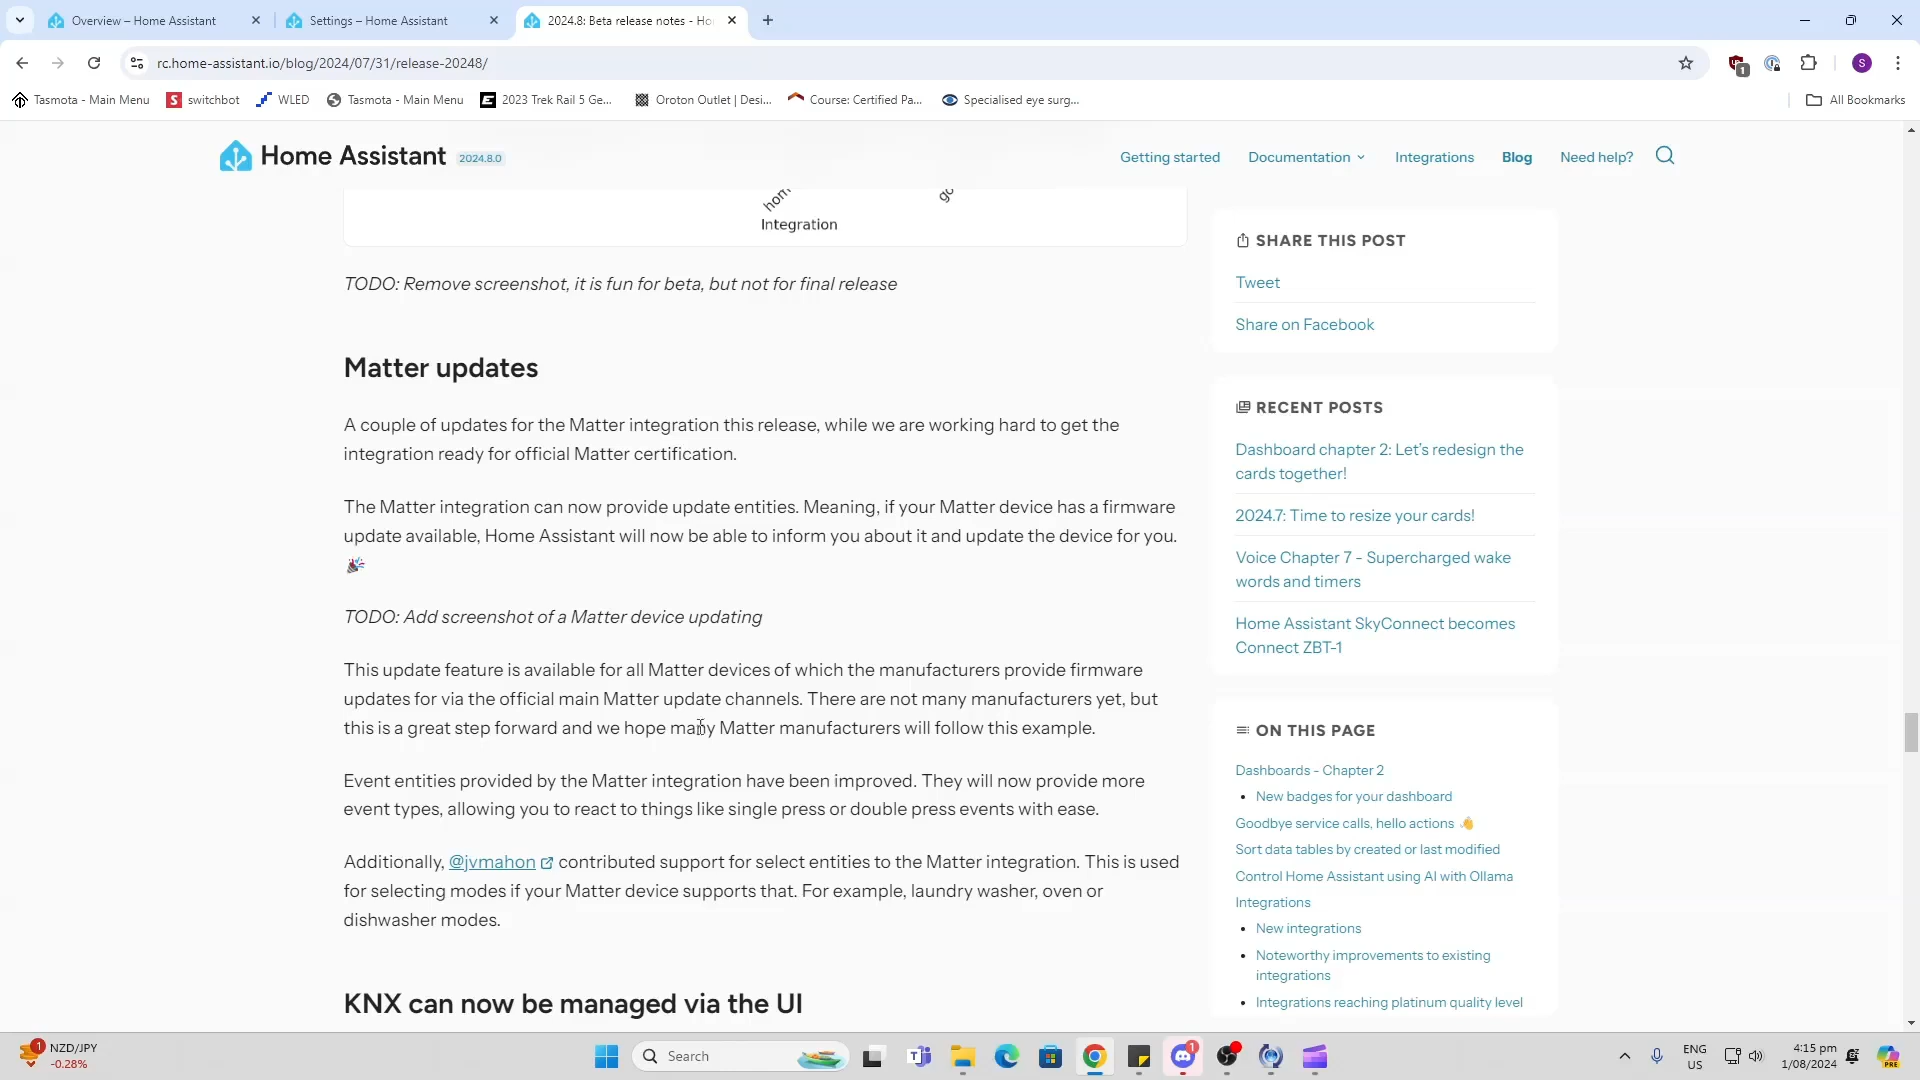 Overview – Home Assistant
Settings – Home Assistant
2024.8: Beta release notes - Ho
rc.home-assistant.io/blog/2024/07/31/release-20248/
1
S
Tasmota - Main Menu
switchbot
WLED
Tasmota - Main Menu
2023 Trek Rail 5 Ge...
Oroton Outlet | Desi...
Course: Certified Pa...
Specialised eye surg...
All Bookmarks
Home Assistant 2024.8.0
Getting started
Documentation
Integrations
Blog
Need help?
hom
go
Integration
TODO: Remove screenshot, it is fun for beta, but not for final release
Matter updates
A couple of updates for the Matter integration this release, while we are working hard to get the
integration ready for official Matter certification.
The Matter integration can now provide update entities. Meaning, if your Matter device has a firmware
update available, Home Assistant will now be able to inform you about it and update the device for you.
🎉
TODO: Add screenshot of a Matter device updating
This update feature is available for all Matter devices of which the manufacturers provide firmware
updates for via the official main Matter update channels. There are not many manufacturers yet, but
this is a great step forward and we hope many Matter manufacturers will follow this example.
Event entities provided by the Matter integration have been improved. They will now provide more
event types, allowing you to react to things like single press or double press events with ease.
Additionally, @jvmahon contributed support for select entities to the Matter integration. This is used
for selecting modes if your Matter device supports that. For example, laundry washer, oven or
dishwasher modes.
KNX can now be managed via the UI
SHARE THIS POST
Tweet
Share on Facebook
RECENT POSTS
Dashboard chapter 2: Let's redesign the
cards together!
2024.7: Time to resize your cards!
Voice Chapter 7 - Supercharged wake
words and timers
Home Assistant SkyConnect becomes
Connect ZBT-1
ON THIS PAGE
Dashboards - Chapter 2
• New badges for your dashboard
Goodbye service calls, hello actions 👋
Sort data tables by created or last modified
Control Home Assistant using AI with Ollama
Integrations
• New integrations
• Noteworthy improvements to existing
integrations
• Integrations reaching platinum quality level
1
NZD/JPY
-0.28%
Search
1
ENG
US
4:15 pm
1/08/2024
PRE